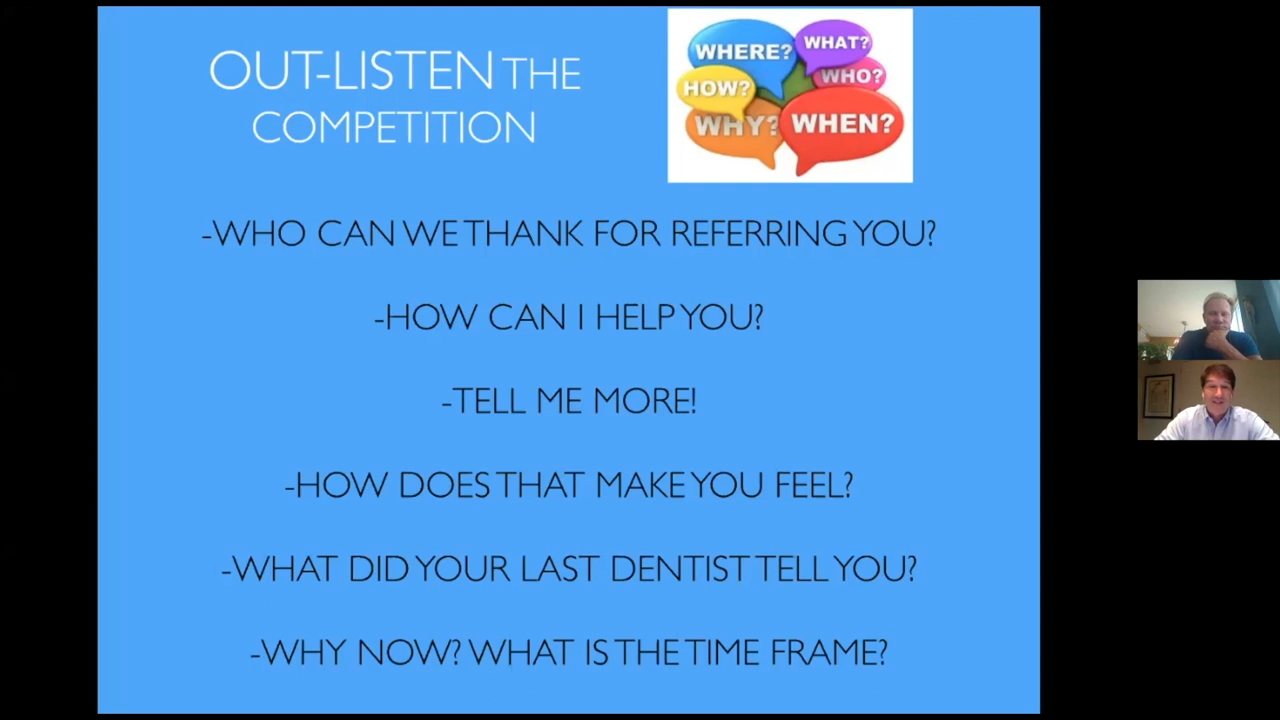 OUT-LISTEN THE
COMPETITION
WHERE?
WHAT?
HOW?
WHO?
WHY?
WHEN?
-WHO CAN WE THANK FOR REFERRING YOU?
-HOW CAN I HELP YOU?
-TELL ME MORE!
-HOW DOES THAT MAKE YOU FEEL?
-WHAT DID YOUR LAST DENTIST TELL YOU?
-WHY NOW? WHAT IS THE TIME FRAME?